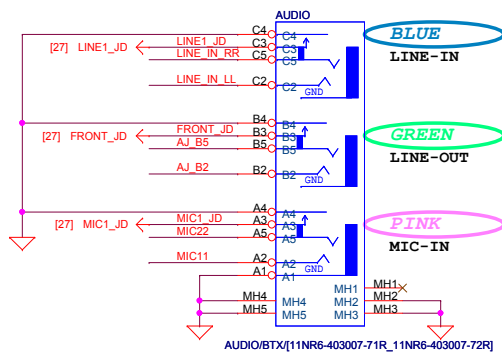 AUDIO
C4 C4
[27] LINE1_JD LINE1_JD C3 C3
LINE_IN_RR C5 C5
LINE_IN_LL C2 C2
GND
BLUE
LINE-IN
B4 B4
[27] FRONT_JD FRONT_JD B3 B3
AJ_B5 B5 B5
AJ_B2 B2 B2
GND
GREEN
LINE-OUT
A4 A4
[27] MIC1_JD MIC1_JD A3 A3
MIC22 A5 A5
MIC11 A2 A2
GND
A1 A1
PINK
MIC-IN
MH1 MH1
MH4 MH4 MH2 MH2
MH5 MH5 MH3 MH3
AUDIO/BTX/[11NR6-403007-71R_11NR6-403007-72R]